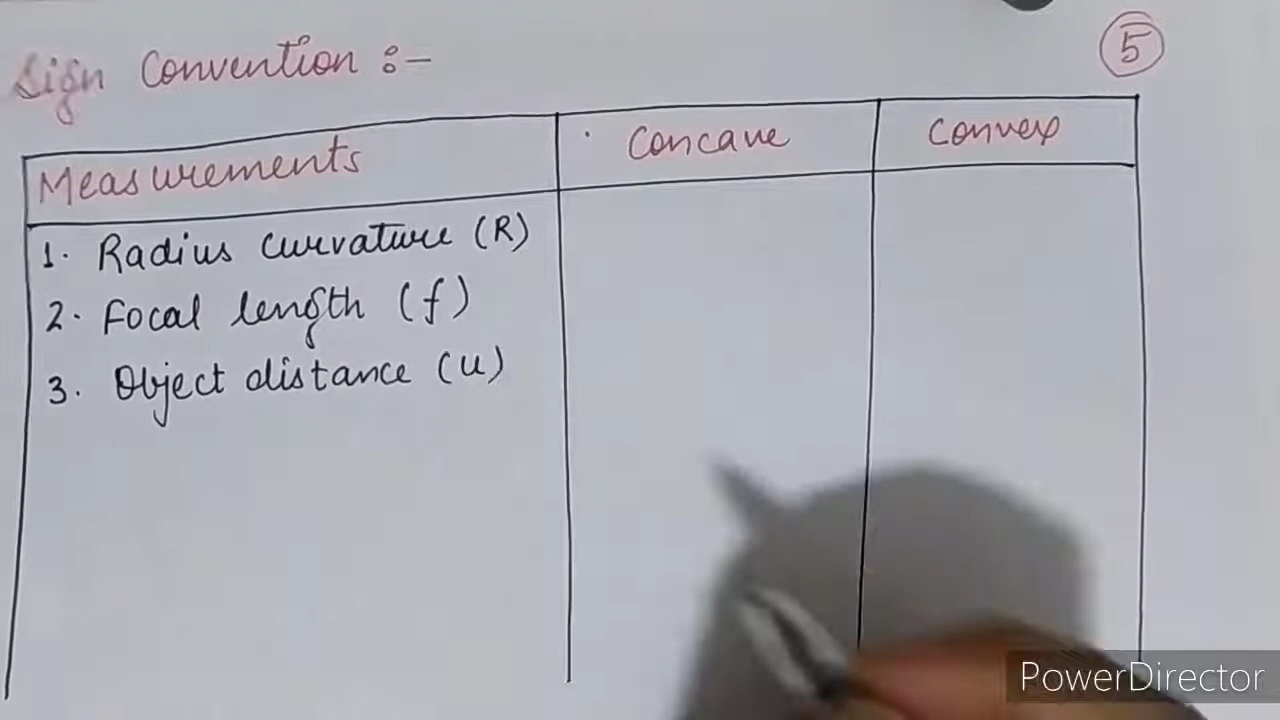 Sign Convention :-
5
Measurements Concave Convex
1. Radius curvature (R)
2. Focal length (f)
3. Object distance (u)
PowerDirector